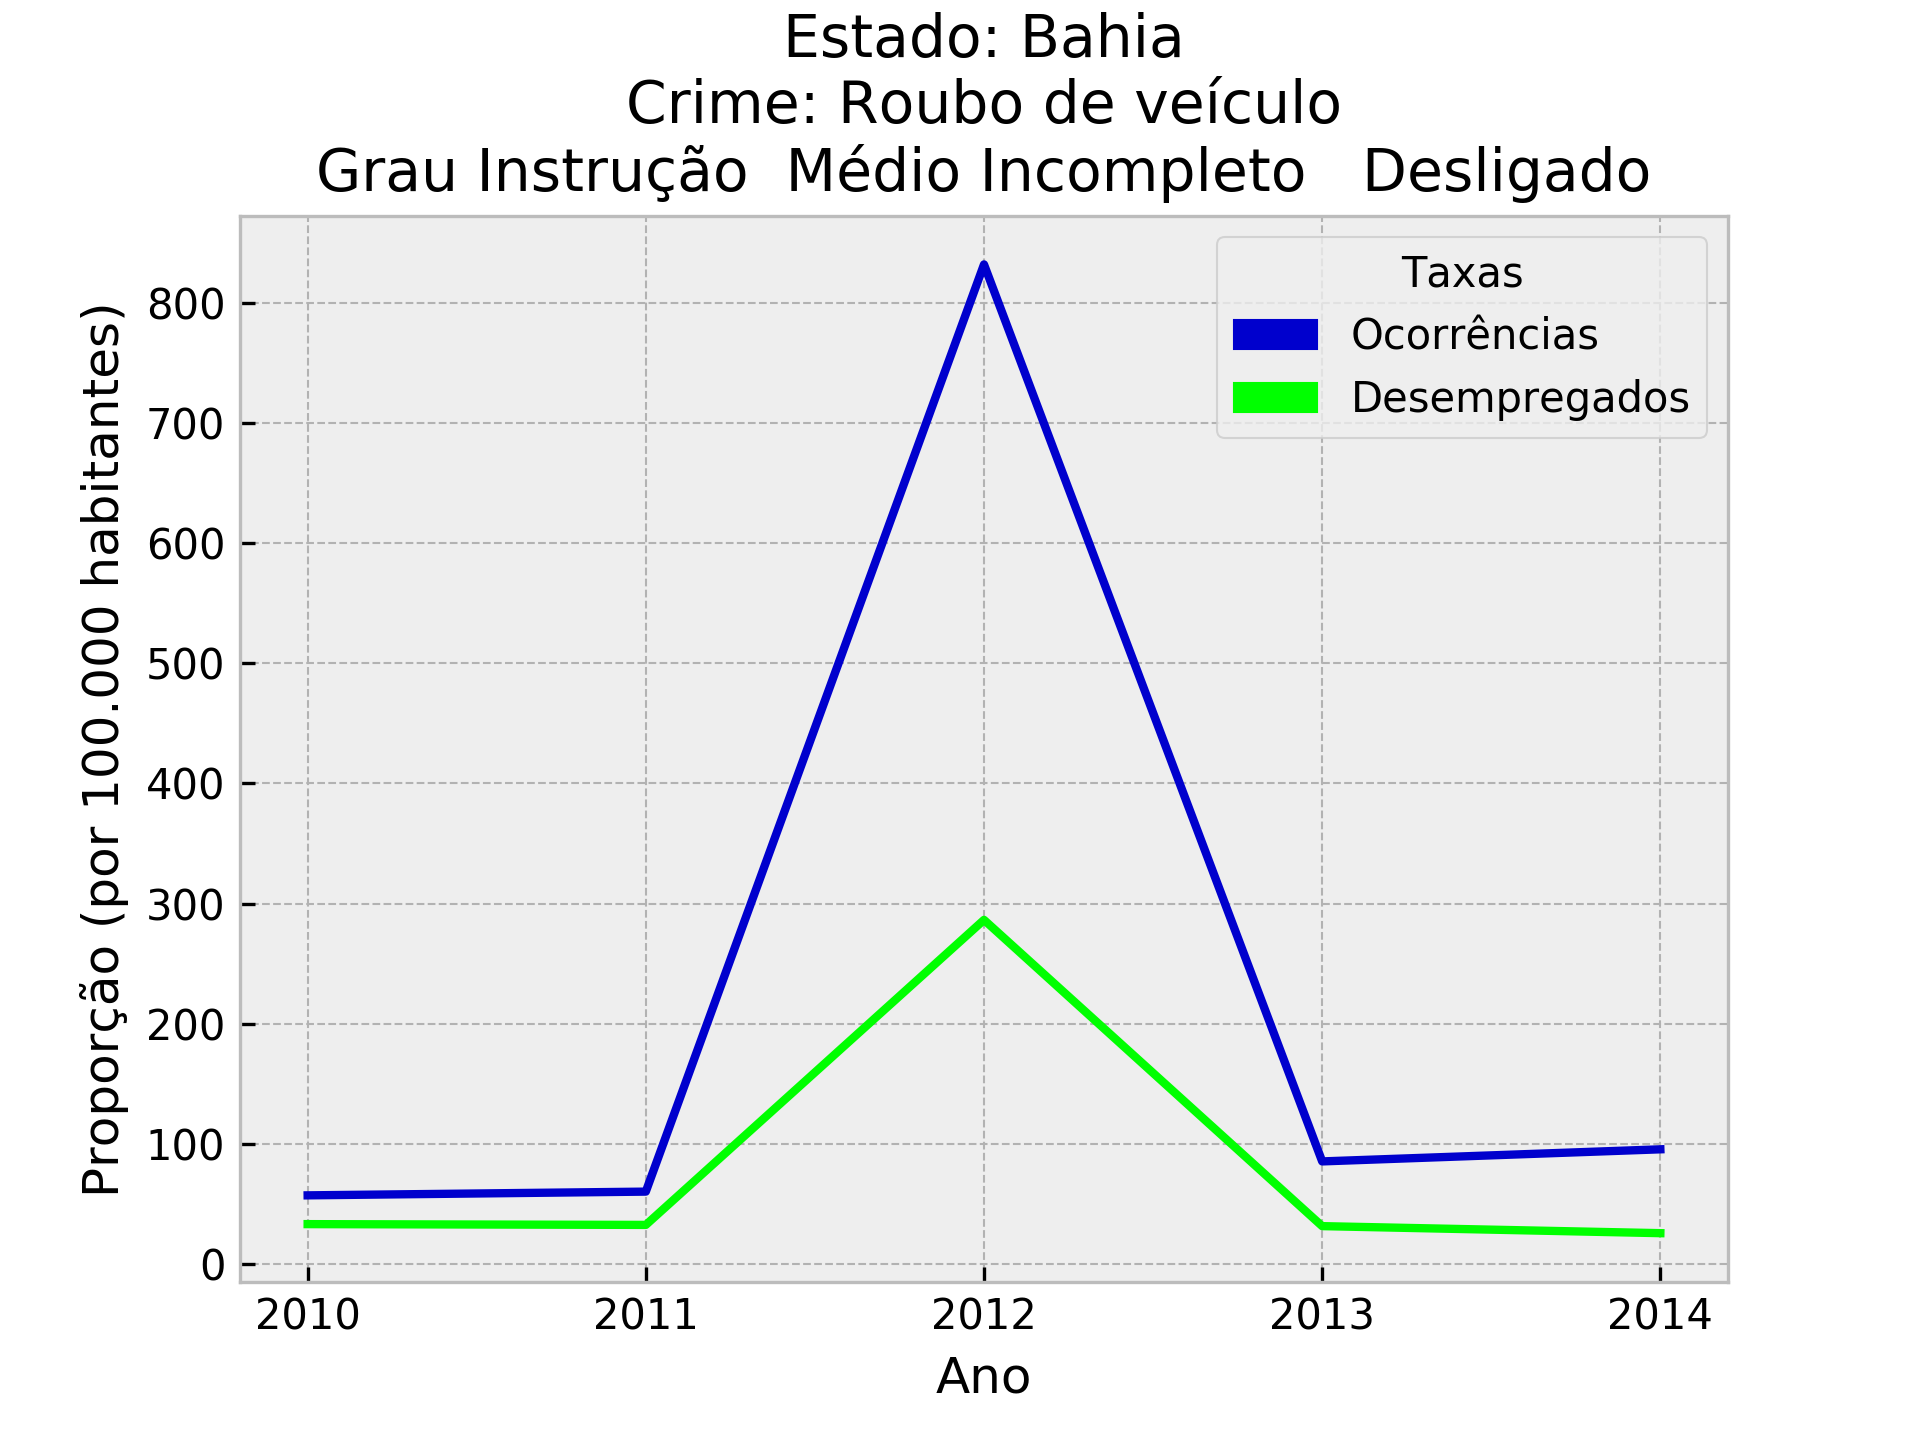 Estado: Bahia
Crime: Roubo de veículo
Grau Instrução  Médio Incompleto   Desligado
Taxas
Ocorrências
Desempregados
Proporção (por 100.000 habitantes)
800
700
600
500
400
300
200
100
0
2010 2011 2012 2013 2014
Ano